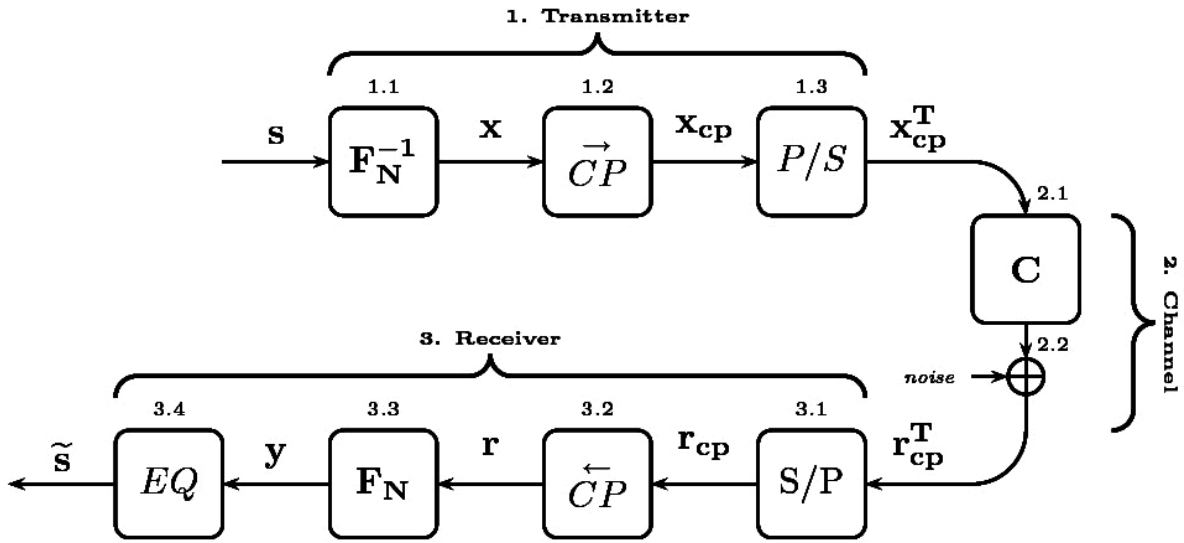 1. Transmitter
1.1 1.2 1.3
s x x_cp x_cp^T
F_N^-1 →CP P/S
2.1
C
2. Channel
2.2
noise
3. Receiver
3.4 3.3 3.2 3.1
s̃ y r r_cp r_cp^T
EQ F_N ←CP S/P